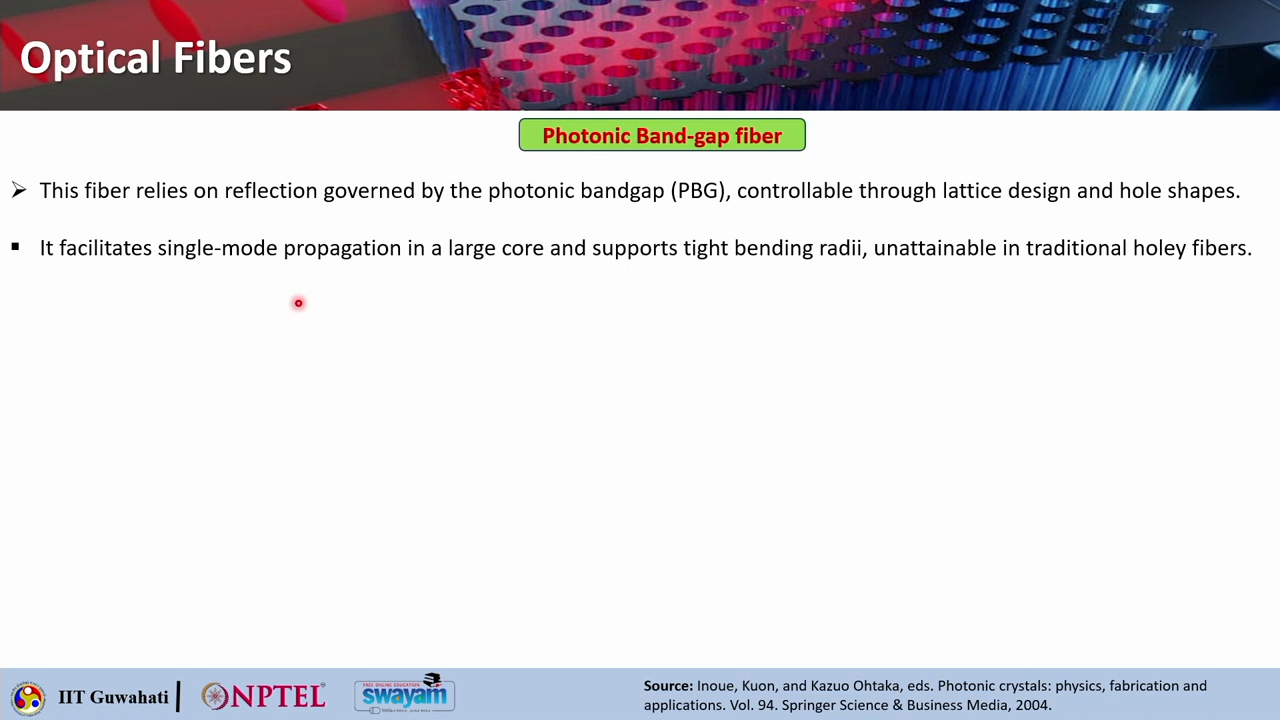 Optical Fibers
Photonic Band-gap fiber
➢ This fiber relies on reflection governed by the photonic bandgap (PBG), controllable through lattice design and hole shapes.
▪ It facilitates single-mode propagation in a large core and supports tight bending radii, unattainable in traditional holey fibers.
IIT Guwahati
NPTEL
FREE ONLINE EDUCATION
swayam
Source: Inoue, Kuon, and Kazuo Ohtaka, eds. Photonic crystals: physics, fabrication and
applications. Vol. 94. Springer Science & Business Media, 2004.